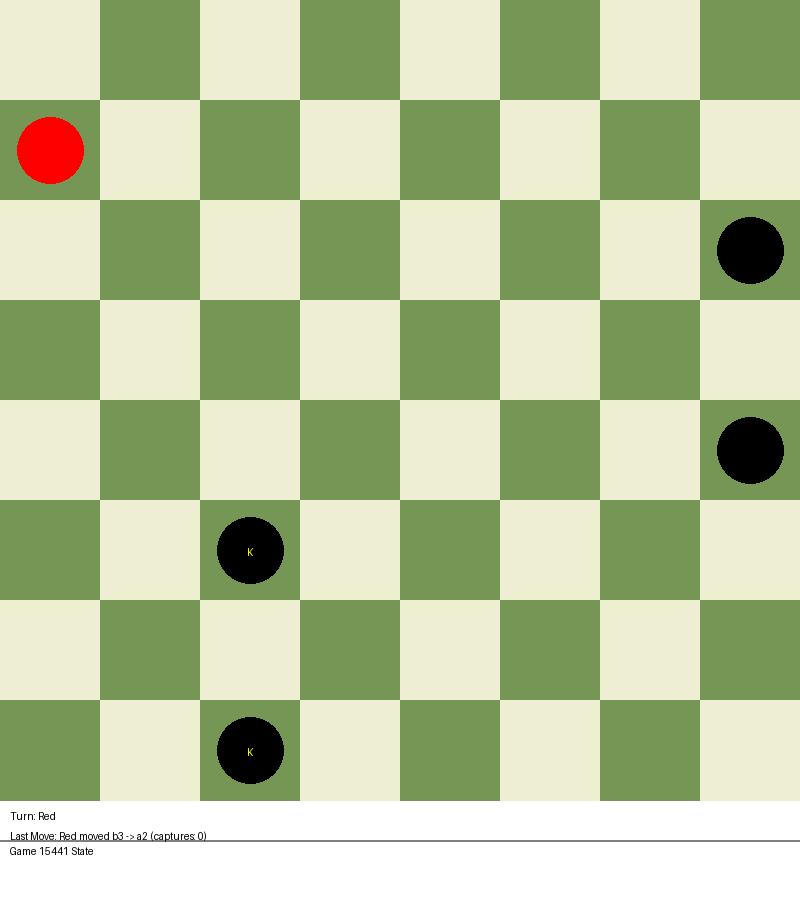 K
K
Turn: Red
Last Move: Red moved b3 -> a2 (captures: 0)
Game 15441 State